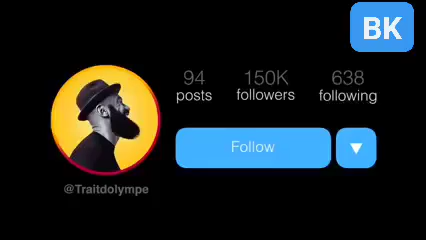 BK
94 150K 638
posts followers following
Follow
@Traitdolympe